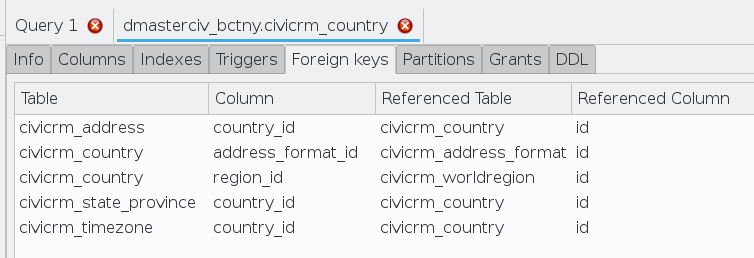 Query 1 dmasterciv_bctny.civicrm_country
Info Columns Indexes Triggers Foreign keys Partitions Grants DDL
Table Column Referenced Table Referenced Column
civicrm_address country_id civicrm_country id
civicrm_country address_format_id civicrm_address_format id
civicrm_country region_id civicrm_worldregion id
civicrm_state_province country_id civicrm_country id
civicrm_timezone country_id civicrm_country id